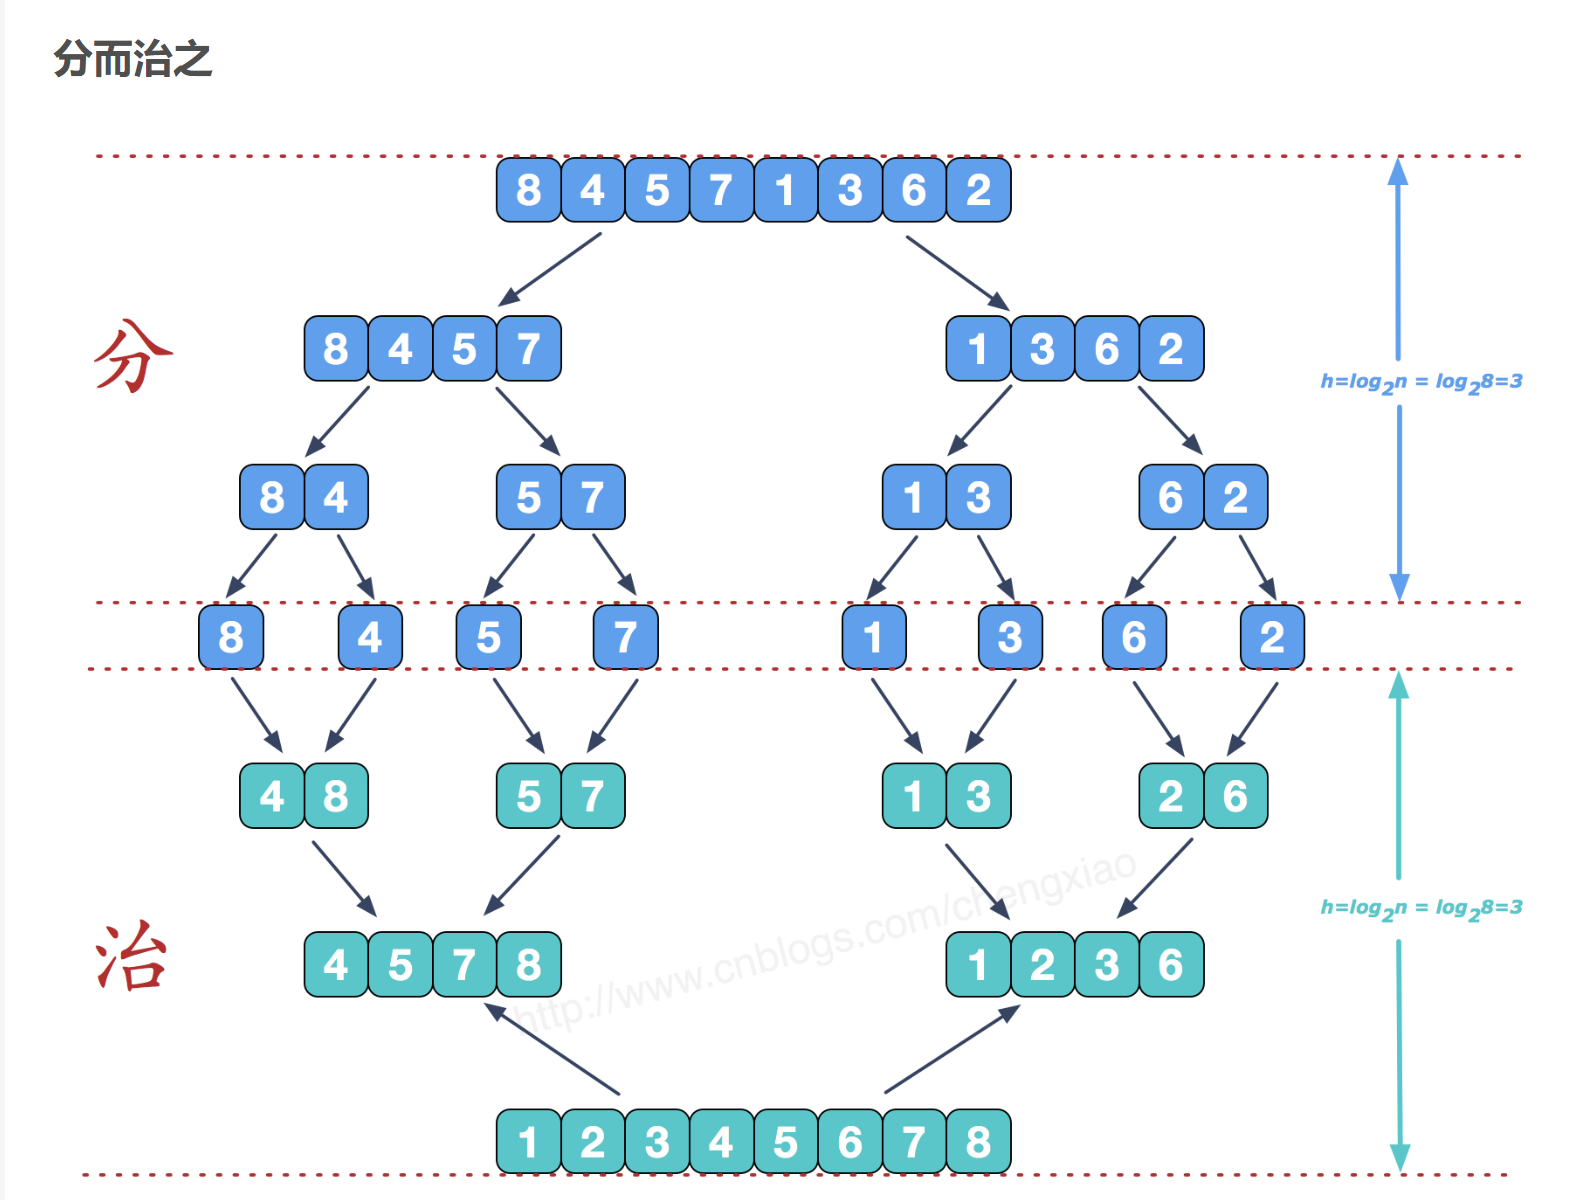 分而治之
8 4 5 7 1 3 6 2
分
8 4 5 7
1 3 6 2
h=log2n = log28=3
8 4
5 7
1 3
6 2
8
4
5
7
1
3
6
2
4 8
5 7
1 3
2 6
http://www.cnblogs.com/chengxiao
h=log2n = log28=3
治
4 5 7 8
1 2 3 6
1 2 3 4 5 6 7 8